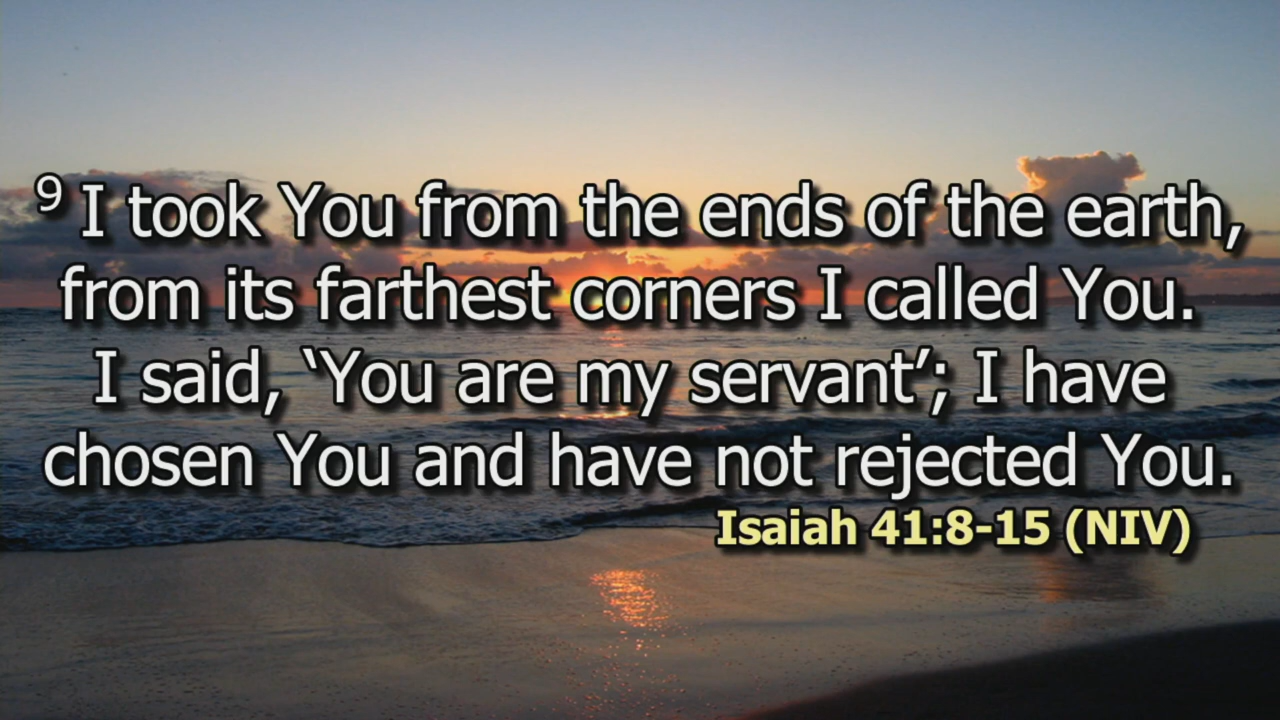 9 I took You from the ends of the earth,
from its farthest corners I called You.
I said, ‘You are my servant’; I have
chosen You and have not rejected You.
Isaiah 41:8-15 (NIV)